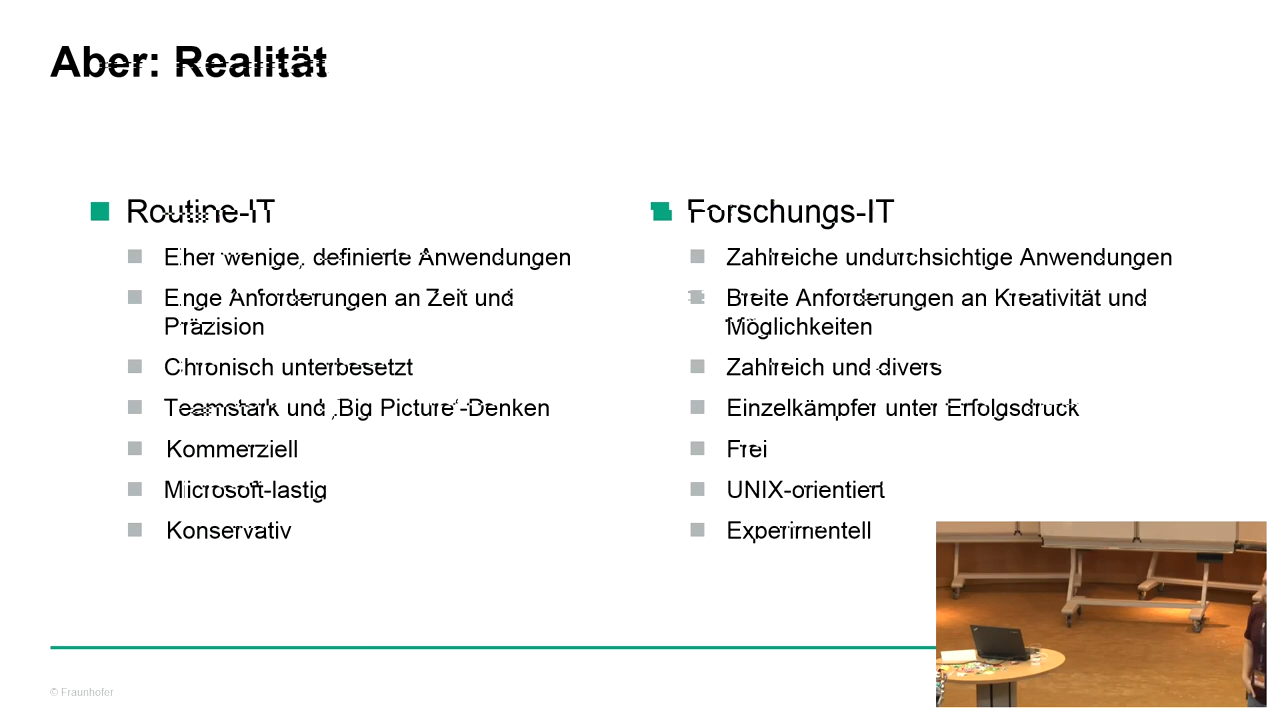 Aber: Realität
Routine-IT
Eher wenige, definierte Anwendungen
Enge Anforderungen an Zeit und
Präzision
Chronisch unterbesetzt
Teamstark und ‚Big Picture‘-Denken
Kommerziell
Microsoft-lastig
Konservativ
Forschungs-IT
Zahlreiche undurchsichtige Anwendungen
Breite Anforderungen an Kreativität und
Möglichkeiten
Zahlreich und divers
Einzelkämpfer unter Erfolgsdruck
Frei
UNIX-orientiert
Experimentell
© Fraunhofer